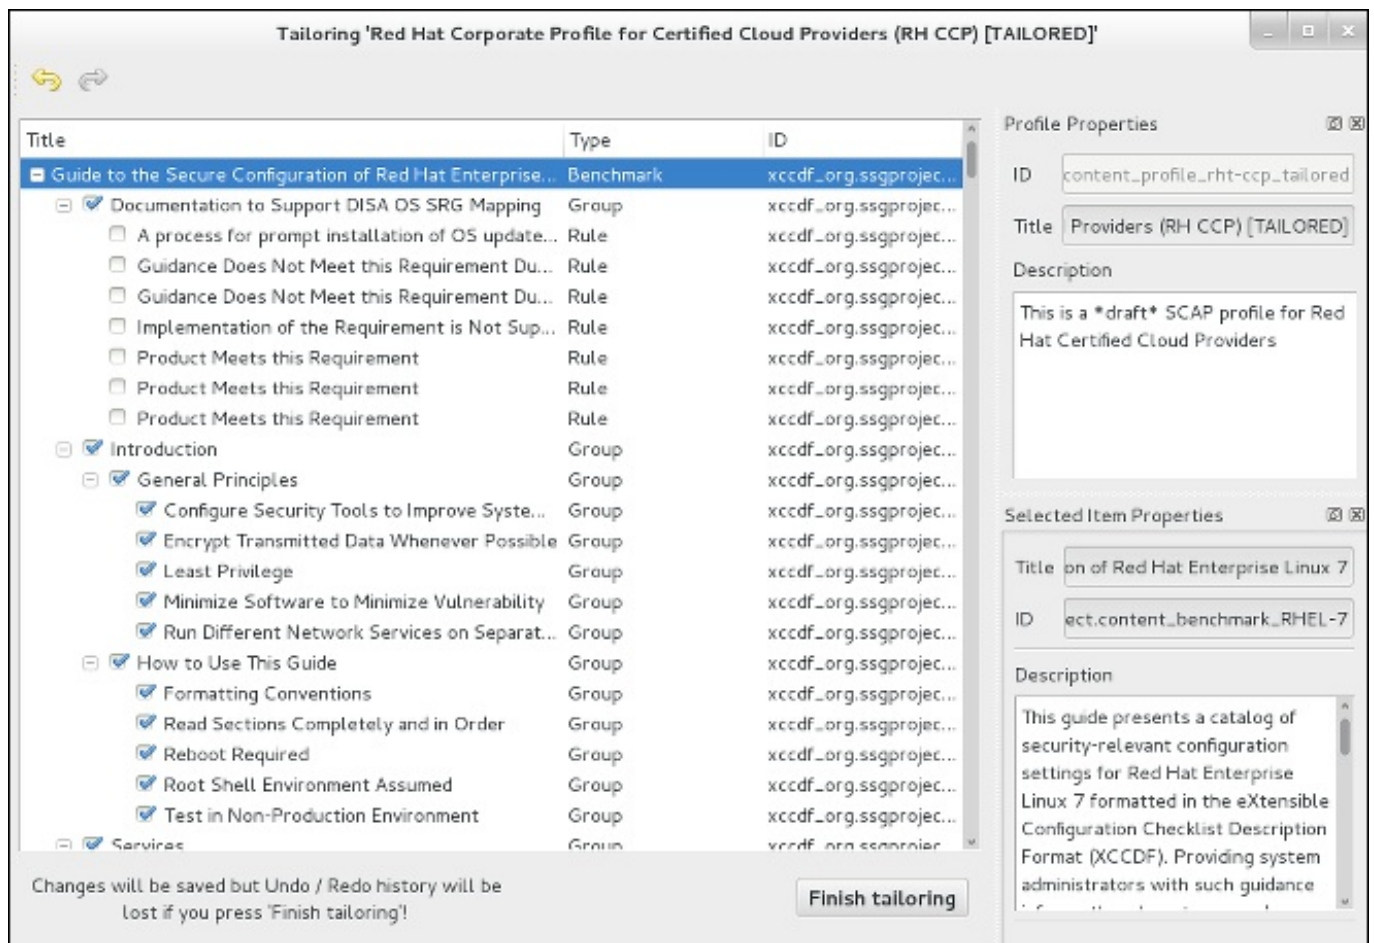 Tailoring 'Red Hat Corporate Profile for Certified Cloud Providers (RH CCP) [TAILORED]'
Title Type ID
Guide to the Secure Configuration of Red Hat Enterprise... Benchmark xccdf_org.ssgprojec...
Documentation to Support DISA OS SRG Mapping Group xccdf_org.ssgprojec...
A process for prompt installation of OS update... Rule xccdf_org.ssgprojec...
Guidance Does Not Meet this Requirement Du... Rule xccdf_org.ssgprojec...
Guidance Does Not Meet this Requirement Du... Rule xccdf_org.ssgprojec...
Implementation of the Requirement is Not Sup... Rule xccdf_org.ssgprojec...
Product Meets this Requirement Rule xccdf_org.ssgprojec...
Product Meets this Requirement Rule xccdf_org.ssgprojec...
Product Meets this Requirement Rule xccdf_org.ssgprojec...
Introduction Group xccdf_org.ssgprojec...
General Principles Group xccdf_org.ssgprojec...
Configure Security Tools to Improve Syste... Group xccdf_org.ssgprojec...
Encrypt Transmitted Data Whenever Possible Group xccdf_org.ssgprojec...
Least Privilege Group xccdf_org.ssgprojec...
Minimize Software to Minimize Vulnerability Group xccdf_org.ssgprojec...
Run Different Network Services on Separat... Group xccdf_org.ssgprojec...
How to Use This Guide Group xccdf_org.ssgprojec...
Formatting Conventions Group xccdf_org.ssgprojec...
Read Sections Completely and in Order Group xccdf_org.ssgprojec...
Reboot Required Group xccdf_org.ssgprojec...
Root Shell Environment Assumed Group xccdf_org.ssgprojec...
Test in Non-Production Environment Group xccdf_org.ssgprojec...
Services Group xccdf_org.ssgprojec
Changes will be saved but Undo / Redo history will be
lost if you press 'Finish tailoring'!
Finish tailoring
Profile Properties
ID content_profile_rht-ccp_tailored
Title Providers (RH CCP) [TAILORED]
Description
This is a *draft* SCAP profile for Red
Hat Certified Cloud Providers
Selected Item Properties
Title on of Red Hat Enterprise Linux 7
ID ect.content_benchmark_RHEL-7
Description
This guide presents a catalog of
security-relevant configuration
settings for Red Hat Enterprise
Linux 7 formatted in the eXtensible
Configuration Checklist Description
Format (XCCDF). Providing system
administrators with such guidance